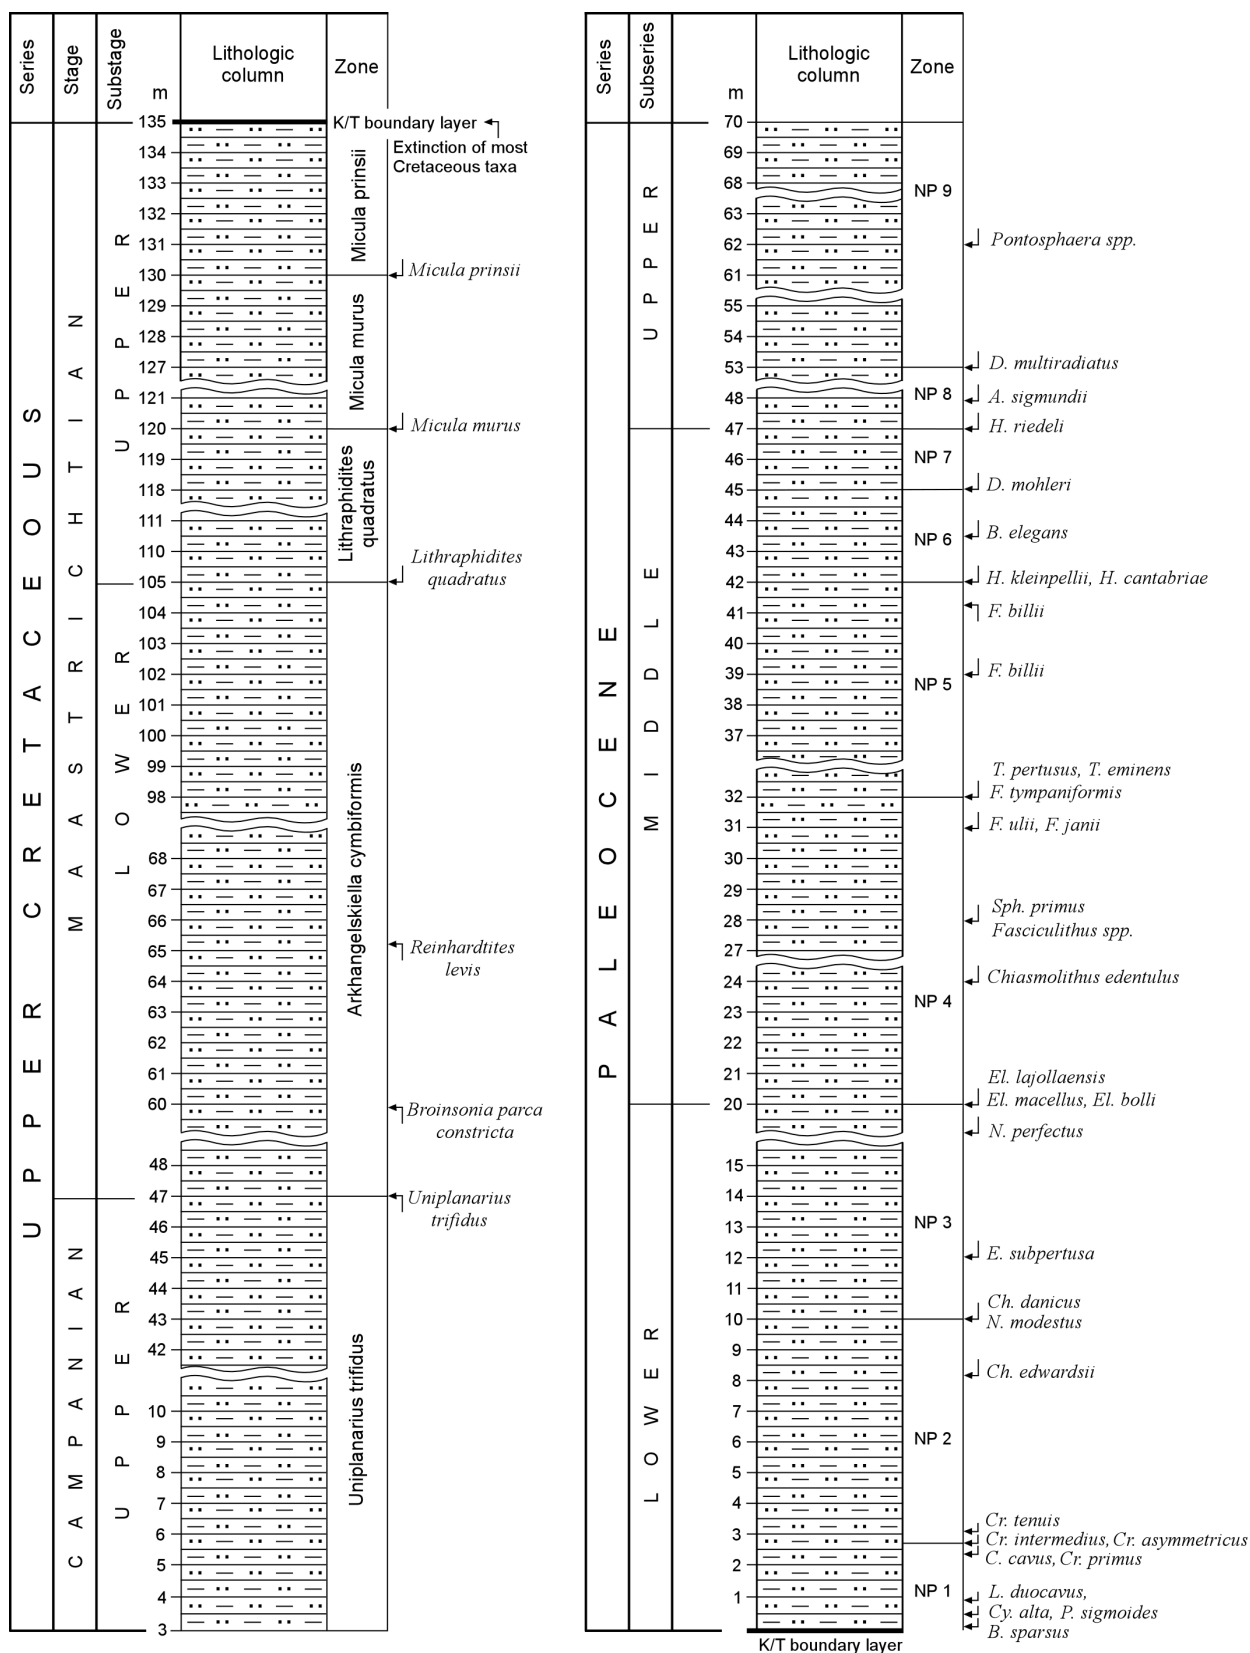 Series
Stage
Substage
m
Lithologic
column
Zone
UPPER CRETACEOUS
MAASTRICHTIAN
CAMPANIAN
UPPER
LOWER
UPPER
135
134
133
132
131
130
129
128
127
121
120
119
118
111
110
105
104
103
102
101
100
99
98
68
67
66
65
64
63
62
61
60
48
47
46
45
44
43
42
10
9
8
7
6
5
4
3
K/T boundary layer
Extinction of most
Cretaceous taxa
Micula prinsii
Micula murus
Lithraphidites
quadratus
Arkhangelskiella cymbiformis
Uniplanarius trifidus
Micula prinsii
Micula murus
Lithraphidites
quadratus
Reinhardtites
levis
Broinsonia parca
constricta
Uniplanarius
trifidus
Series
Subseries
m
Lithologic
column
Zone
PALEOCENE
UPPER
MIDDLE
LOWER
70
69
68
63
62
61
55
54
53
48
47
46
45
44
43
42
41
40
39
38
37
32
31
30
29
28
27
24
23
22
21
20
15
14
13
12
11
10
9
8
7
6
5
4
3
2
1
NP 9
NP 8
NP 7
NP 6
NP 5
NP 4
NP 3
NP 2
NP 1
Pontosphaera spp.
D. multiradiatus
A. sigmundii
H. riedeli
D. mohleri
B. elegans
H. kleinpellii, H. cantabriae
F. billii
F. billii
T. pertusus, T. eminens
F. tympaniformis
F. ulii, F. janii
Sph. primus
Fasciculithus spp.
Chiasmolithus edentulus
El. lajollaensis
El. macellus, El. bolli
N. perfectus
E. subpertusa
Ch. danicus
N. modestus
Ch. edwardsii
Cr. tenuis
Cr. intermedius, Cr. asymmetricus
C. cavus, Cr. primus
L. duocavus,
Cy. alta, P. sigmoides
B. sparsus
K/T boundary layer